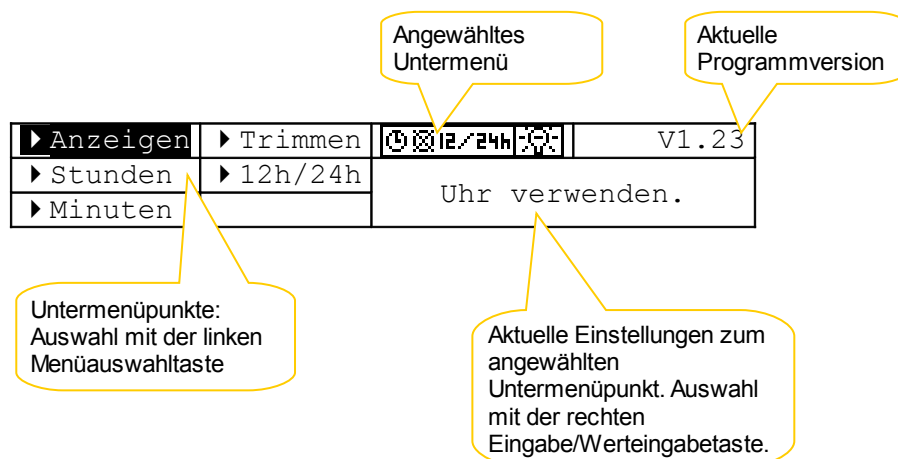 Angewähltes
Untermenü
Aktuelle
Programmversion
Anzeigen
Trimmen
12/24h
V1.23
Stunden
12h/24h
Uhr verwenden.
Minuten
Untermenüpunkte:
Auswahl mit der linken
Menüauswahltaste
Aktuelle Einstellungen zum
angewählten
Untermenüpunkt. Auswahl
mit der rechten
Eingabe/Werteingabetaste.